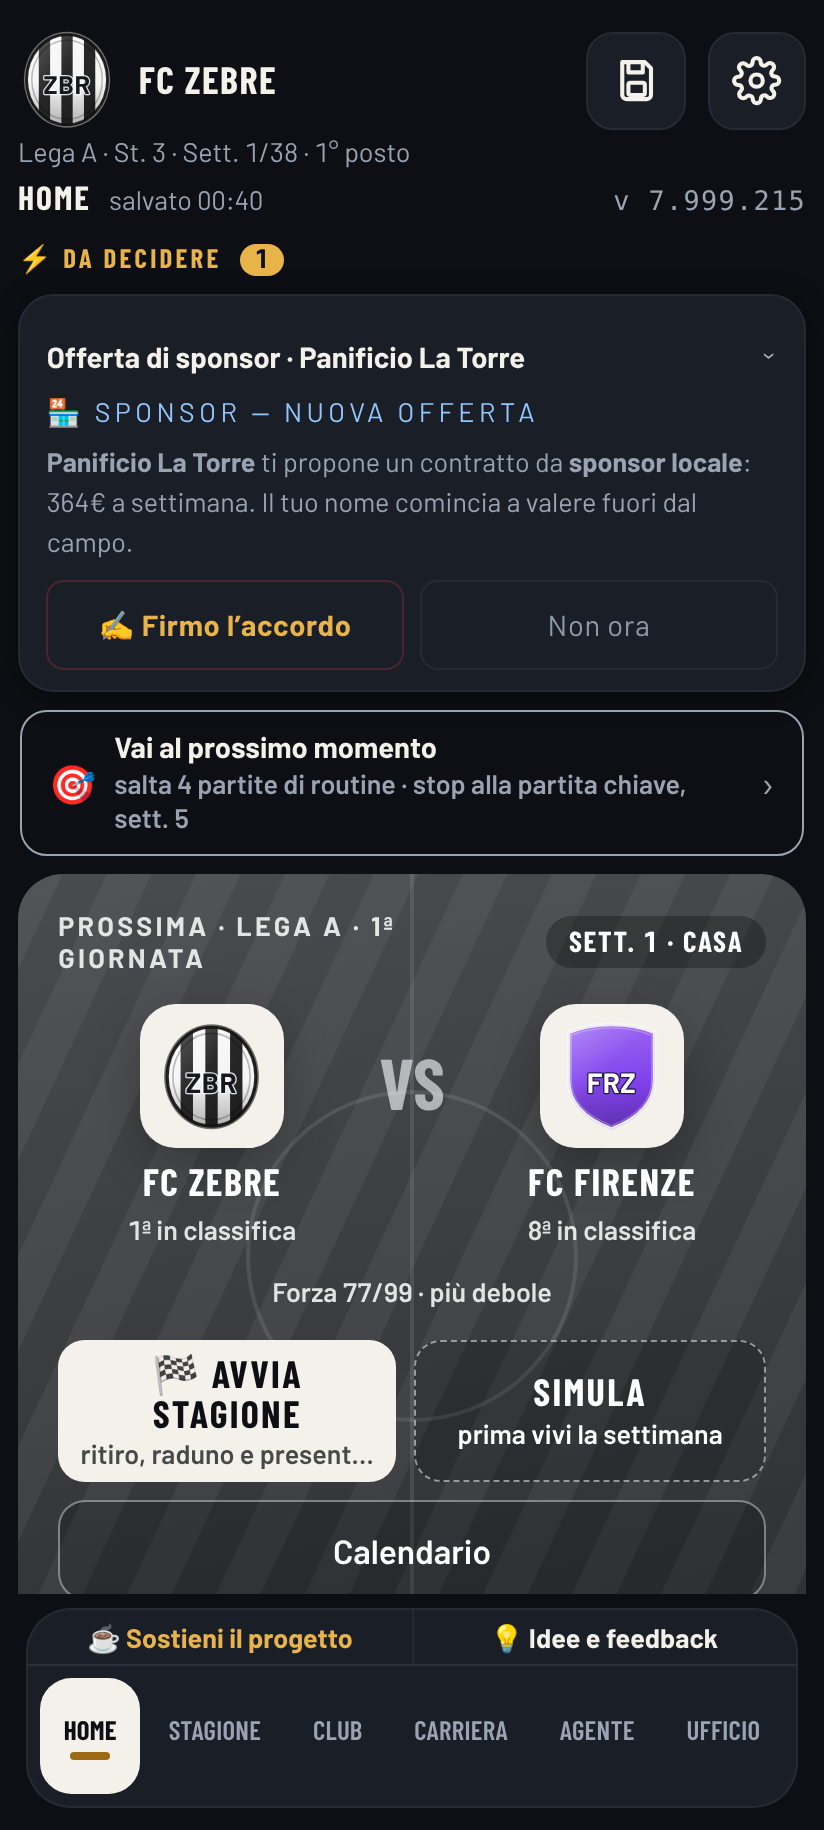 ZBR
FC ZEBRE
Lega A · St. 3 · Sett. 1/38 · 1° posto
HOME salvato 00:40 v 7.999.215
⚡ DA DECIDERE 1
Offerta di sponsor · Panificio La Torre
24
SPONSOR — NUOVA OFFERTA
Panificio La Torre ti propone un contratto da sponsor locale:
364€ a settimana. Il tuo nome comincia a valere fuori dal
campo.
✍️ Firmo l’accordo
Non ora
Vai al prossimo momento
salta 4 partite di routine · stop alla partita chiave,
sett. 5
PROSSIMA · LEGA A · 1ª
GIORNATA
SETT. 1 · CASA
ZBR
VS
FRZ
FC ZEBRE
FC FIRENZE
1ª in classifica
8ª in classifica
Forza 77/99 · più debole
🏁 AVVIA
STAGIONE
ritiro, raduno e present...
SIMULA
prima vivi la settimana
Calendario
☕ Sostieni il progetto
💡 Idee e feedback
HOME STAGIONE CLUB CARRIERA AGENTE UFFICIO